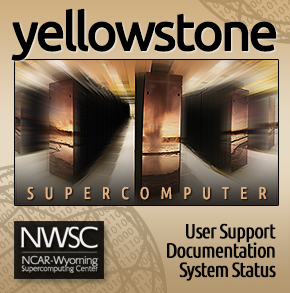 yellowstone
SUPERCOMPUTER
NWSC
NCAR-Wyoming
Supercomputing Center
User Support
Documentation
System Status